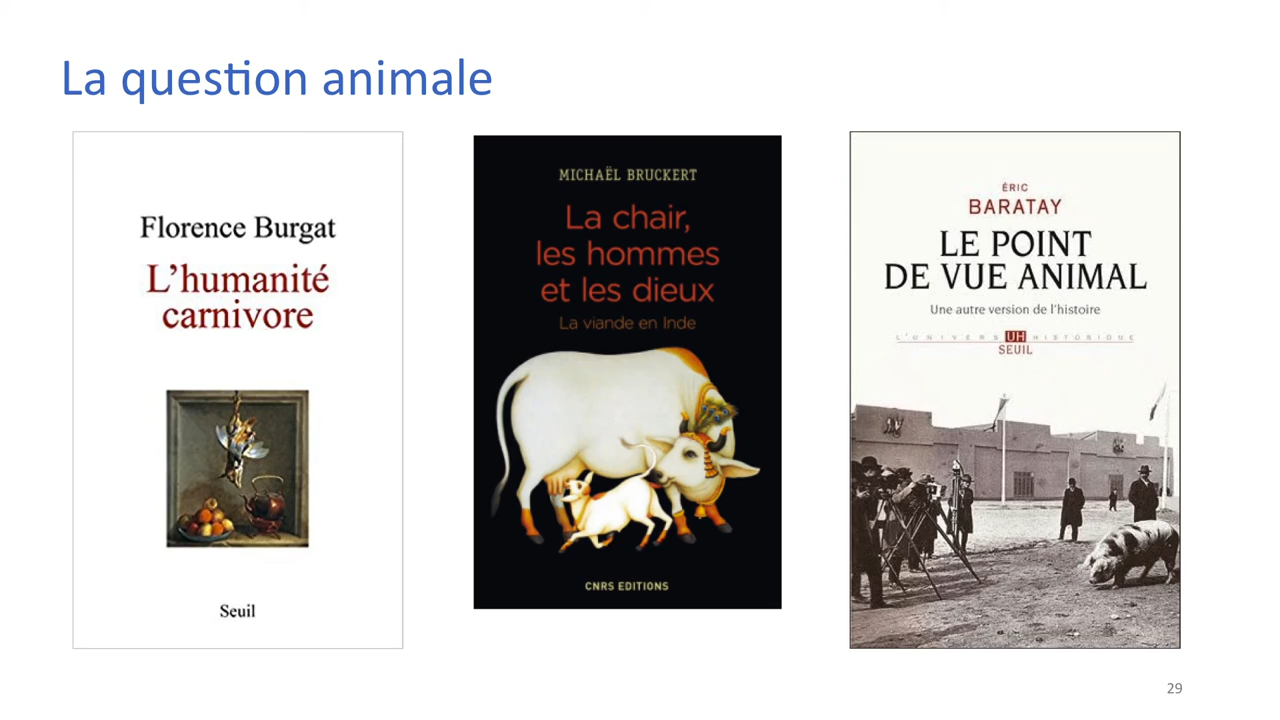 La question animale
Florence Burgat
L'humanité
carnivore
Seuil
MICHAËL BRUCKERT
La chair,
les hommes
et les dieux
La viande en Inde
CNRS EDITIONS
ÉRIC
BARATAY
LE POINT
DE VUE ANIMAL
Une autre version de l'histoire
L'UNIVERS UH HISTORIQUE
SEUIL
29